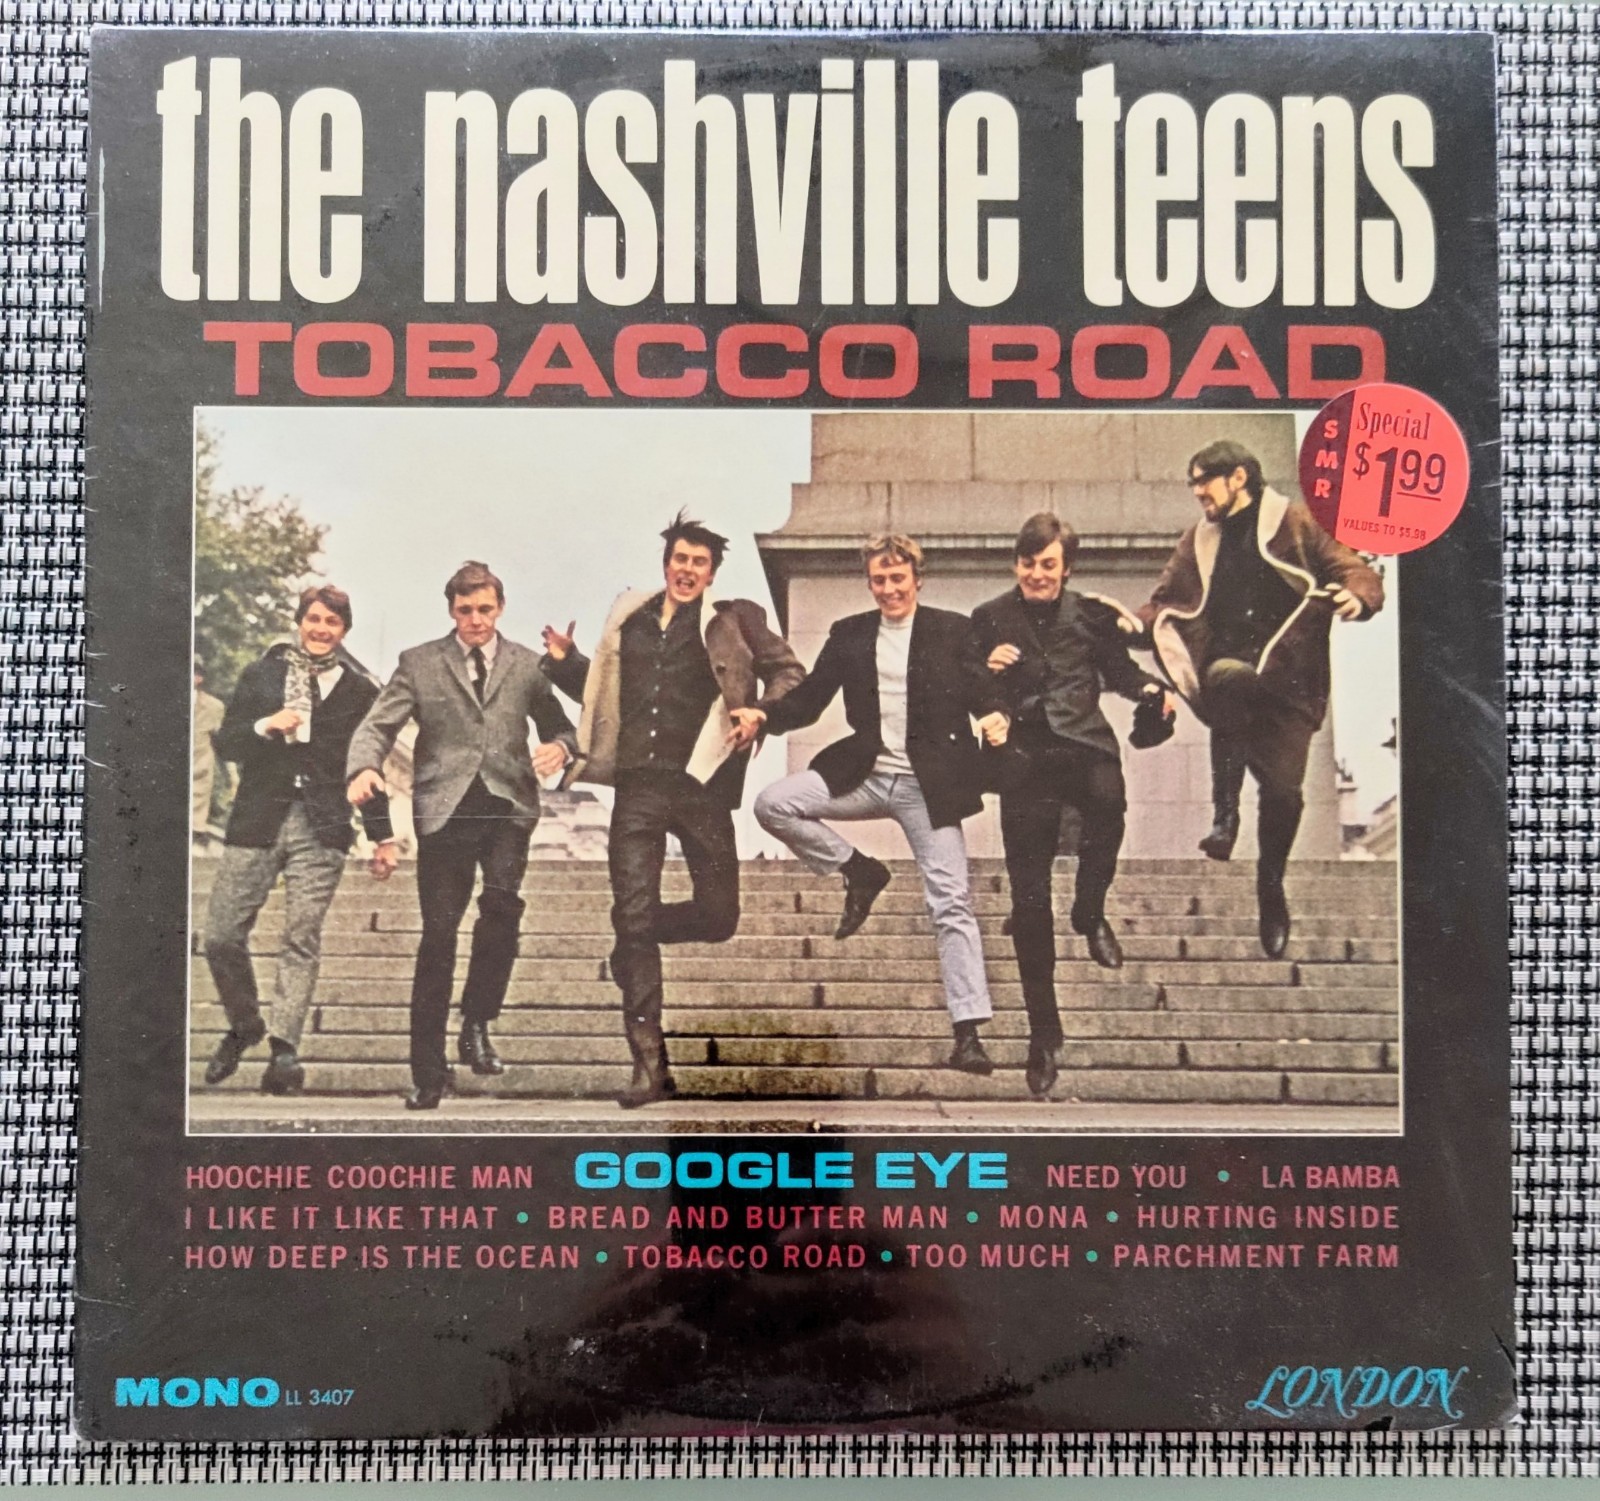 the nashville teens
TOBACCO ROAD
SMR
Special
$1.99
VALUES TO $5.98
HOOCHIE COOCHIE MAN GOOGLE EYE NEED YOU • LA BAMBA
I LIKE IT LIKE THAT • BREAD AND BUTTER MAN • MONA • HURTING INSIDE
HOW DEEP IS THE OCEAN • TOBACCO ROAD • TOO MUCH • PARCHMENT FARM
MONO LL 3407
LONDON